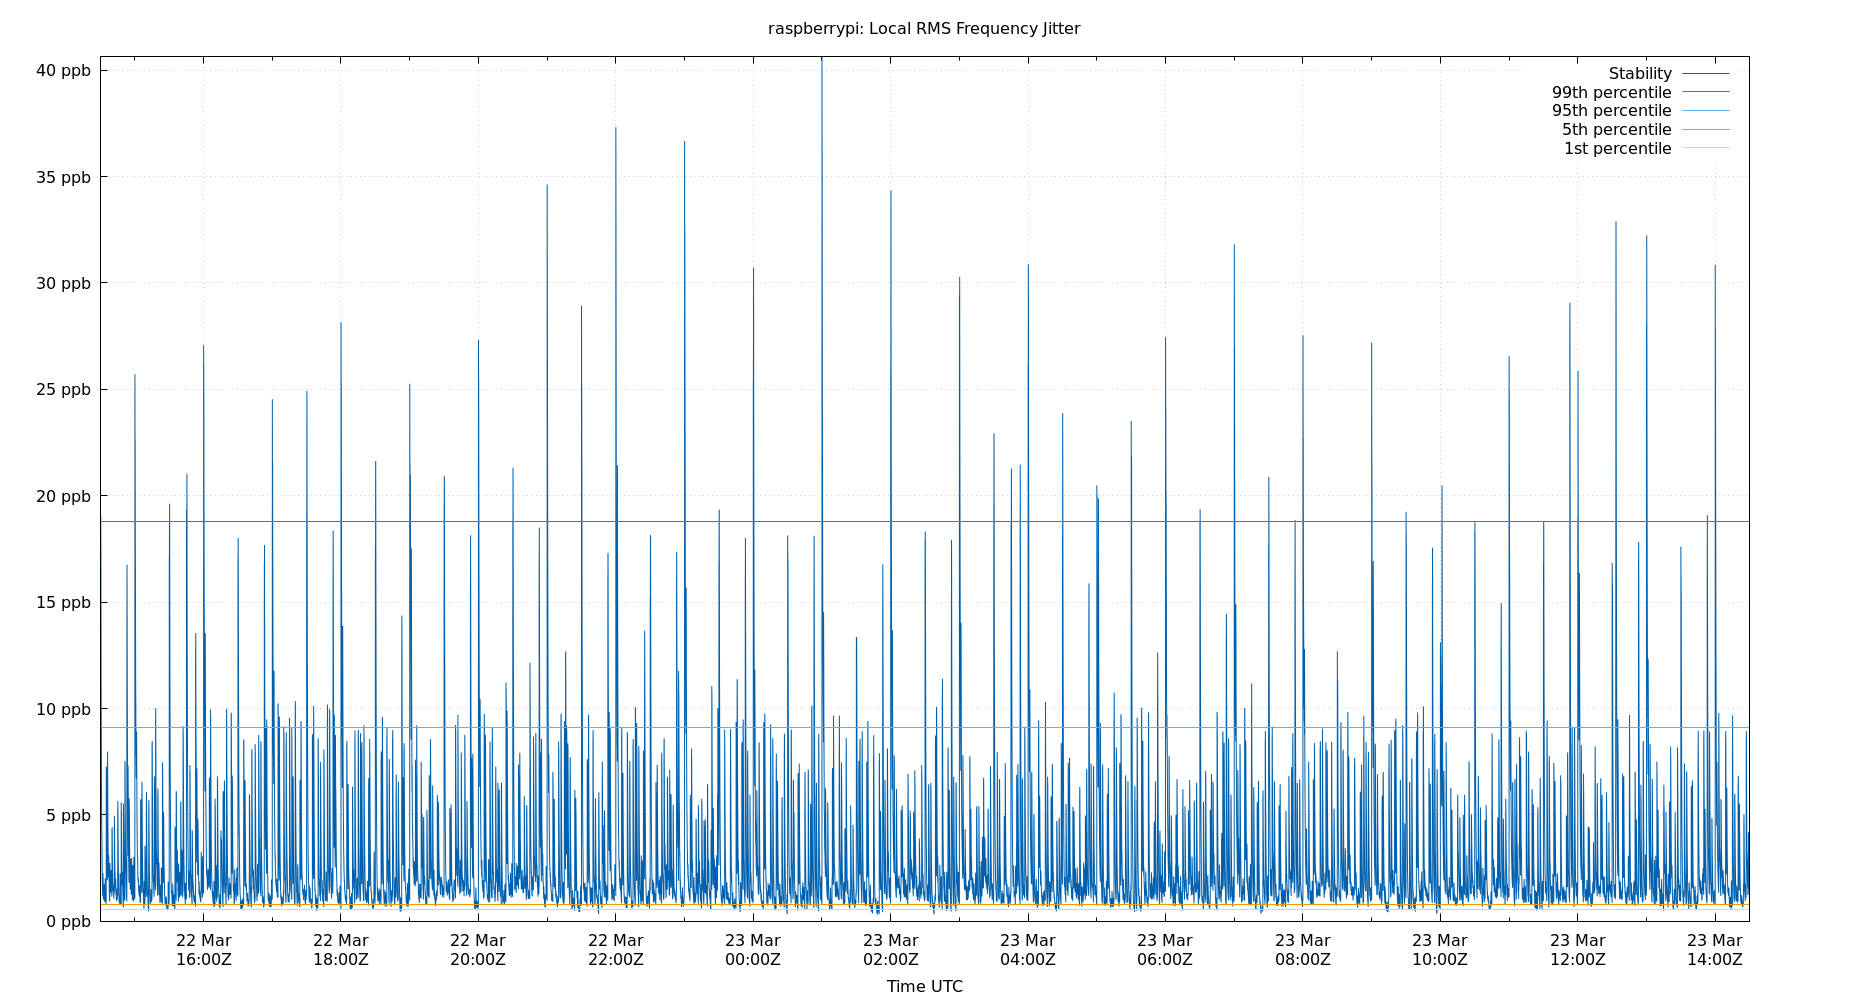 raspberrypi: Local RMS Frequency Jitter
40 ppb
35 ppb
30 ppb
25 ppb
20 ppb
15 ppb
10 ppb
5 ppb
0 ppb
Stability
99th percentile
95th percentile
5th percentile
1st percentile
22 Mar 22 Mar 22 Mar 22 Mar 23 Mar 23 Mar 23 Mar 23 Mar 23 Mar 23 Mar 23 Mar 23 Mar
16:00Z 18:00Z 20:00Z 22:00Z 00:00Z 02:00Z 04:00Z 06:00Z 08:00Z 10:00Z 12:00Z 14:00Z
Time UTC